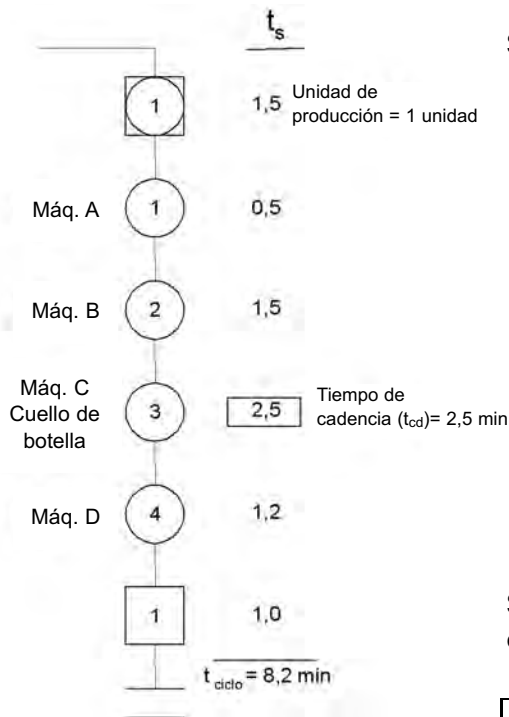 t_s
S
1
1,5
Unidad de
producción = 1 unidad
Máq. A
1
0,5
Máq. B
2
1,5
Máq. C
Cuello de
botella
3
2,5
Tiempo de
cadencia (t_cd)= 2,5 min
Máq. D
4
1,2
1
1,0
t_ciclo = 8,2 min